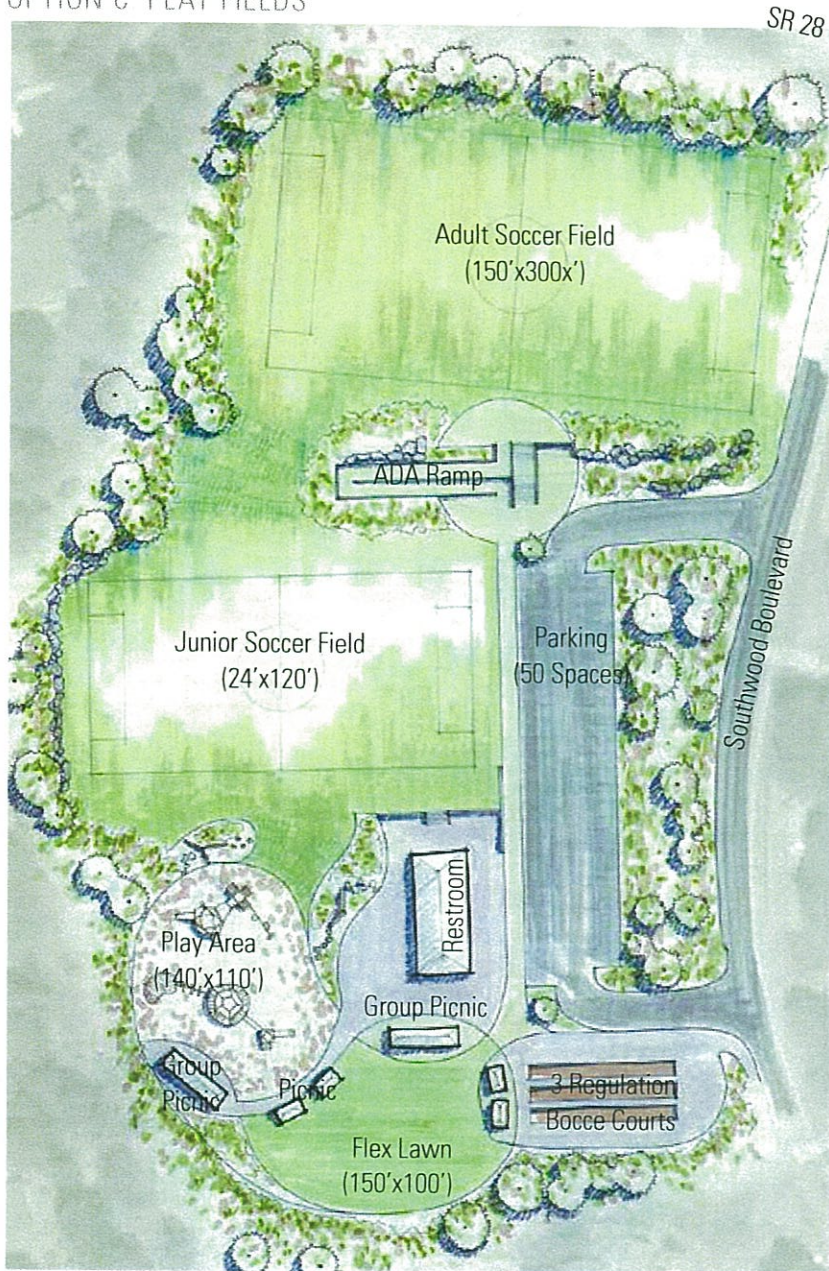 SR 28
Adult Soccer Field
(150'x300x')
ADA Ramp
Junior Soccer Field
(24'x120')
Parking
(50 Spaces)
Southwood Boulevard
Play Area
(140'x110')
Restroom
Group Picnic
Group
Picnic
Picnic
3 Regulation
Bocce Courts
Flex Lawn
(150'x100')